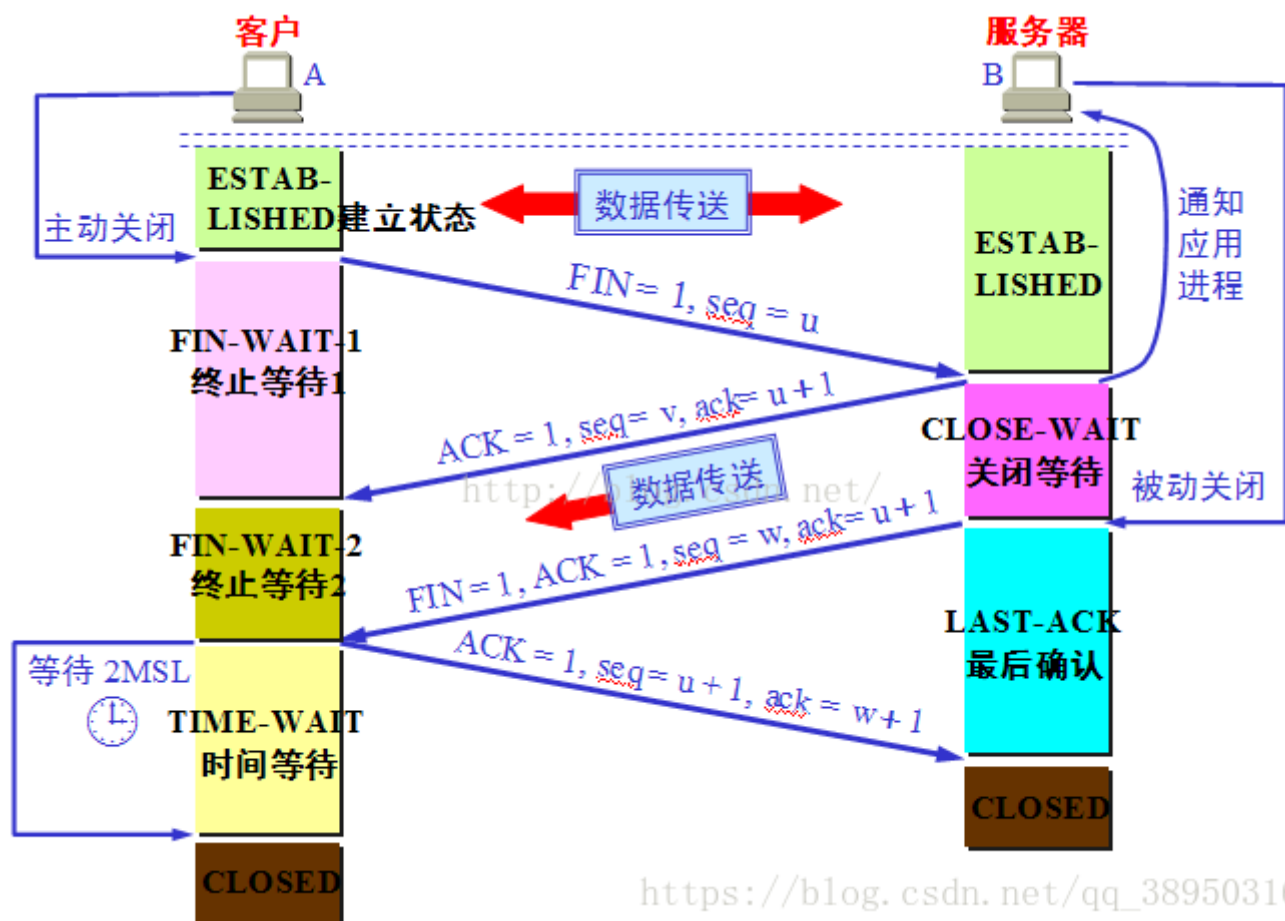 客户
服务器
A
B
ESTAB-
LISHED建立状态
数据传送
ESTAB-
LISHED
通知
应用
进程
主动关闭
FIN = 1, seq = u
FIN-WAIT-1
终止等待1
ACK = 1, seq = v, ack= u + 1
CLOSE-WAIT
关闭等待
数据传送
http://blog.csdn.net/
被动关闭
FIN-WAIT-2
终止等待2
FIN = 1, ACK = 1, seq = w, ack= u + 1
LAST-ACK
最后确认
ACK = 1, seq = u + 1, ack = w + 1
等待 2MSL
TIME-WAIT
时间等待
CLOSED
CLOSED
https://blog.csdn.net/qq_3895031